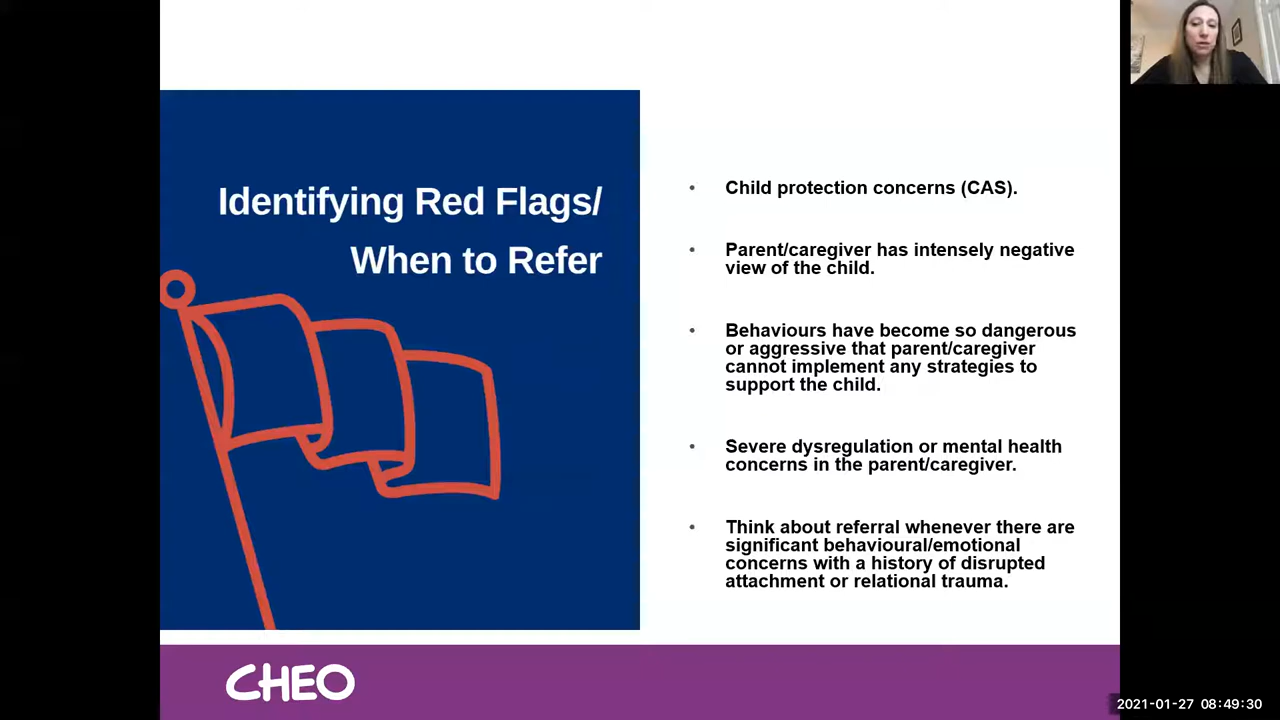 Identifying Red Flags/
When to Refer
• Child protection concerns (CAS).
• Parent/caregiver has intensely negative
view of the child.
• Behaviours have become so dangerous
or aggressive that parent/caregiver
cannot implement any strategies to
support the child.
• Severe dysregulation or mental health
concerns in the parent/caregiver.
• Think about referral whenever there are
significant behavioural/emotional
concerns with a history of disrupted
attachment or relational trauma.
CHEO
2021-01-27 08:49:30